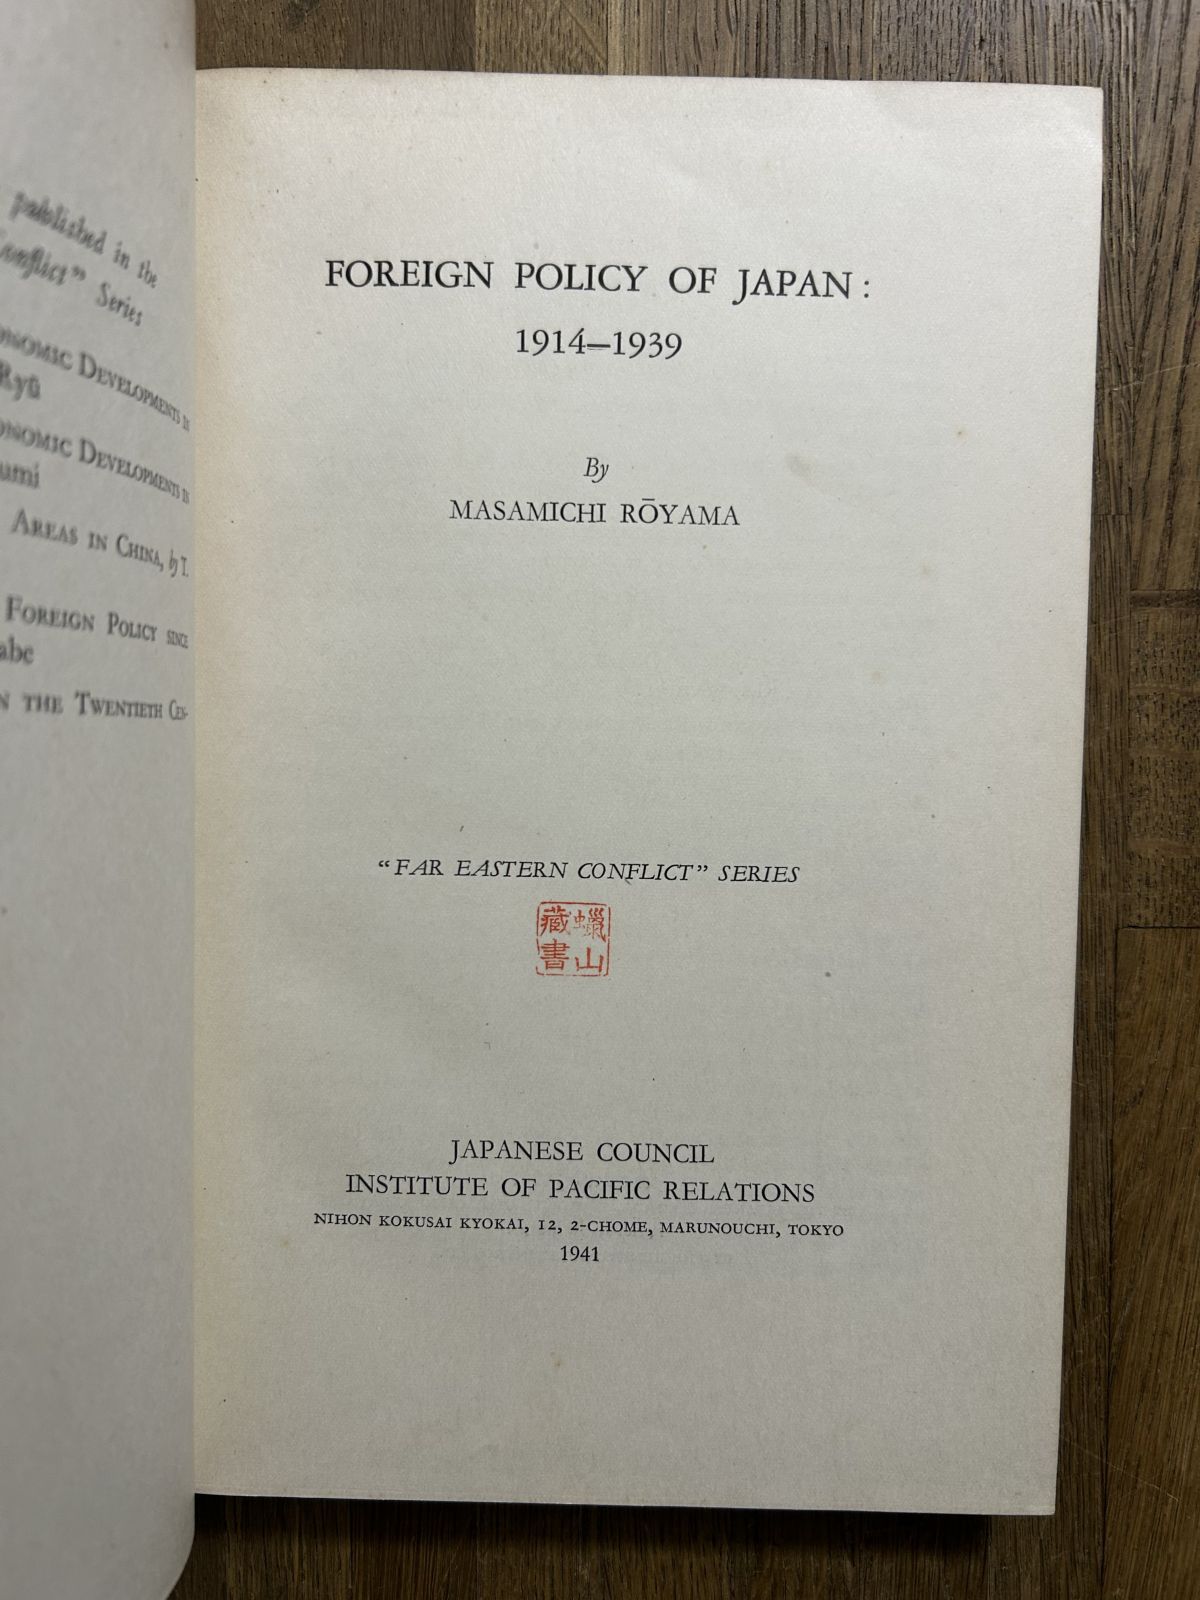 published in the
Conflict" Series
ONOMIC DEVELOPMENTS IN
Ryū
ONOMIC DEVELOPMENTS IN
umi
AREAS IN CHINA, by T.
FOREIGN POLICY SINCE
abe
N THE TWENTIETH CEN-
FOREIGN POLICY OF JAPAN:
1914—1939
By
MASAMICHI RŌYAMA
"FAR EASTERN CONFLICT" SERIES
蠟山
藏書
JAPANESE COUNCIL
INSTITUTE OF PACIFIC RELATIONS
NIHON KOKUSAI KYOKAI, 12, 2-CHOME, MARUNOUCHI, TOKYO
1941